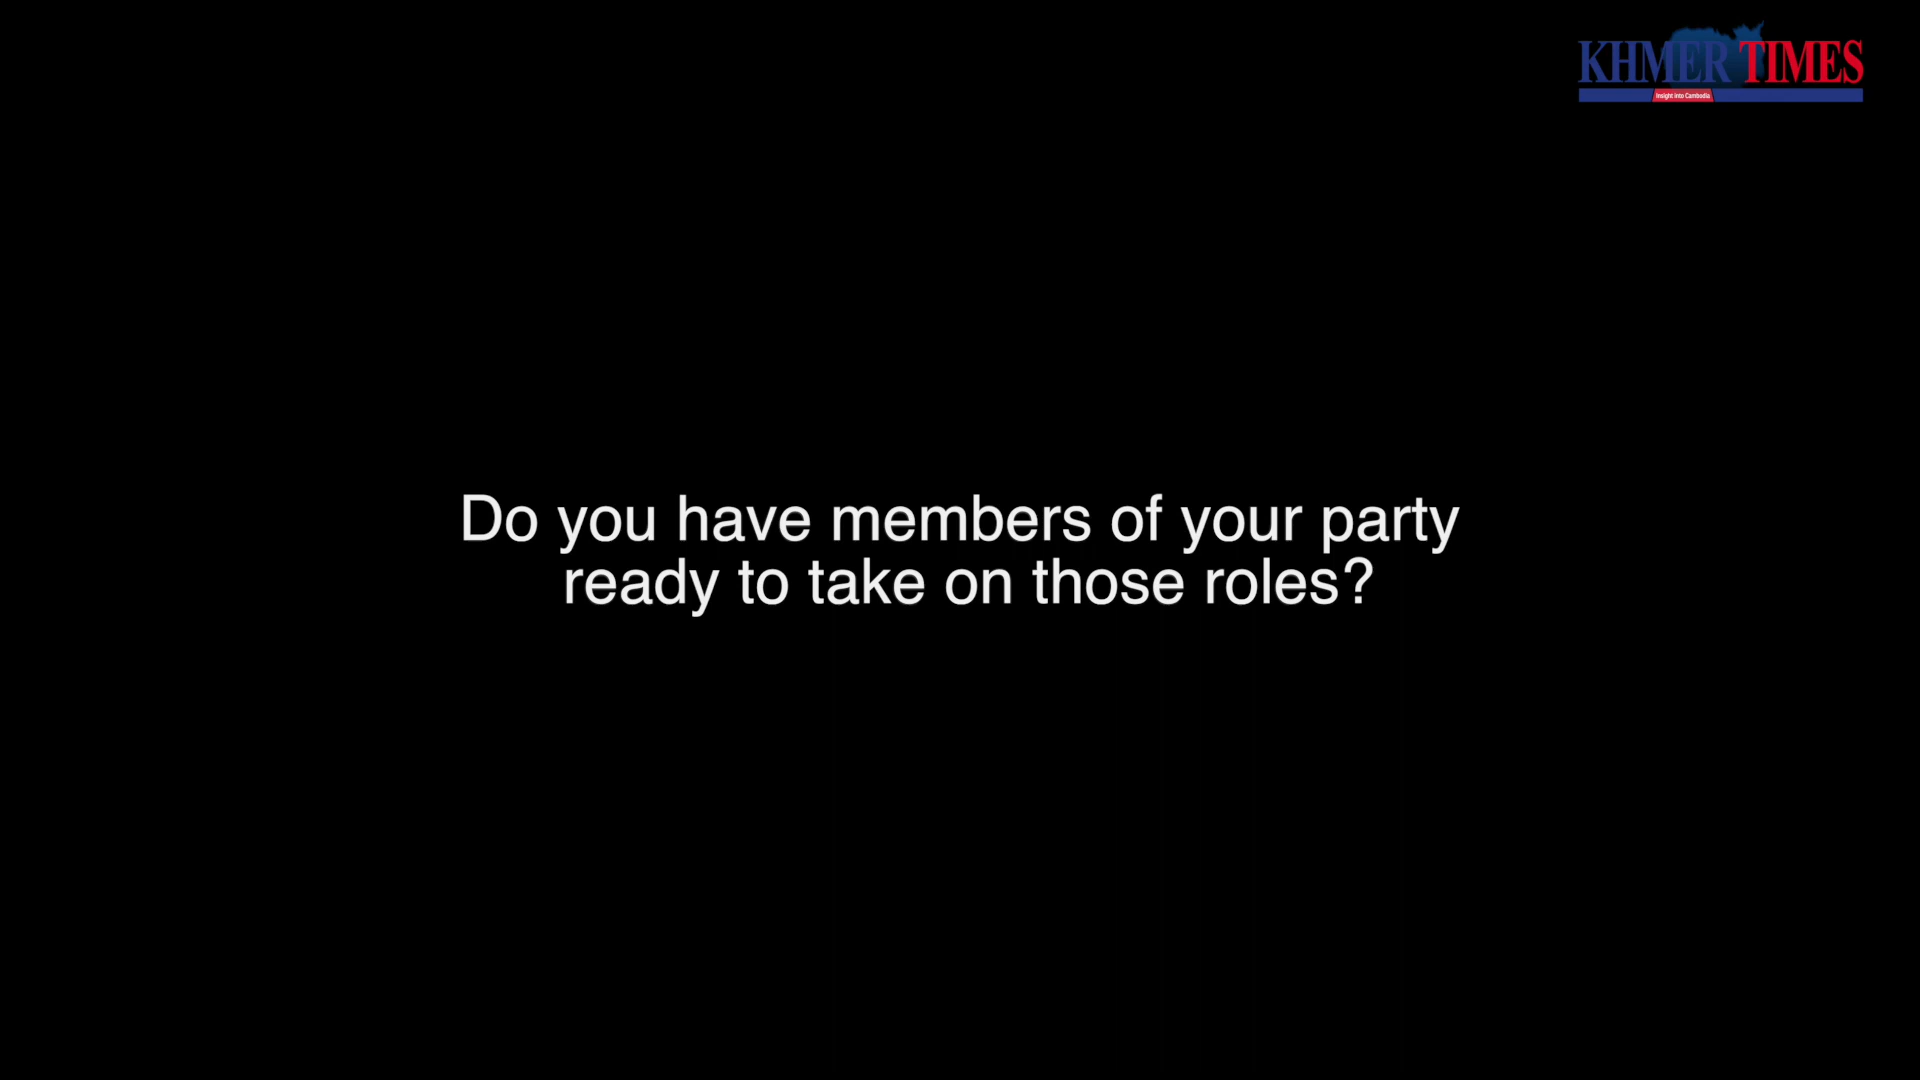 KHMER TIMES
Insight into Cambodia
Do you have members of your party
ready to take on those roles?